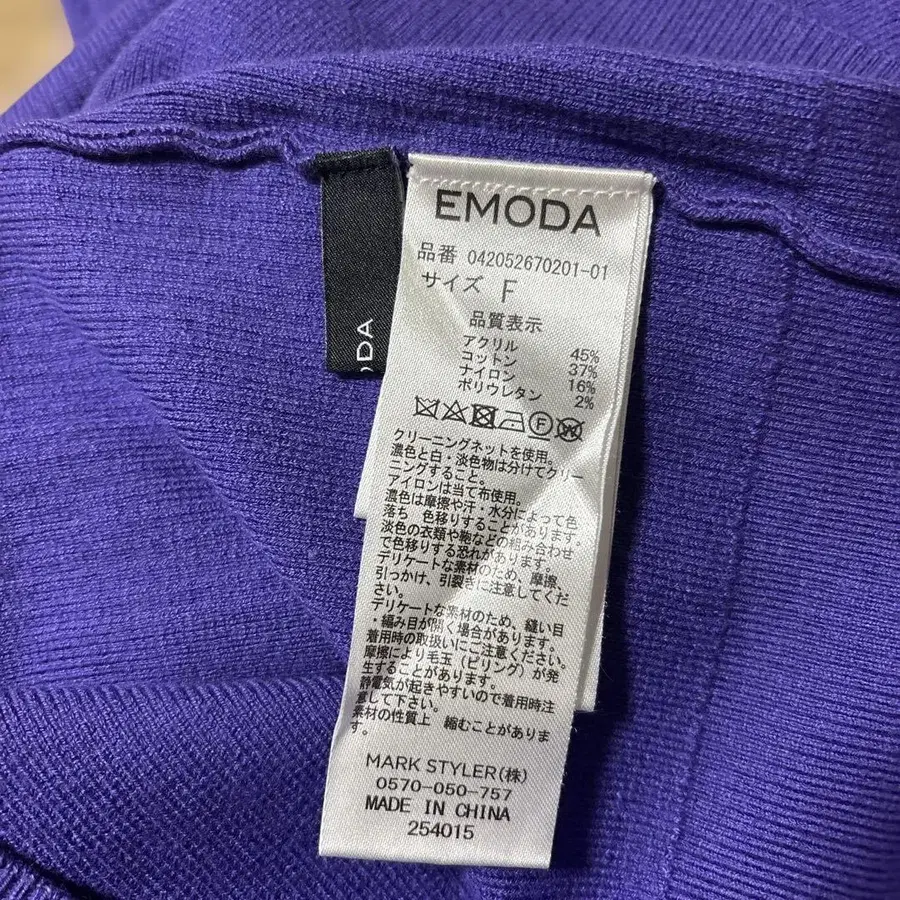 EMODA
品番 042052670201-01
サイズ F
品質表示
アクリル 45%
コットン 37%
ナイロン 16%
ポリウレタン 2%
F W
クリーニングネットを使用。
濃色と白・淡色物は分けてクリー
ニングすること。
アイロンは当て布使用。
濃色は摩擦や汗・水分によって色
落ち 色移りすることがあります。
淡色の衣類や鞄などの組み合わせ
で色移りする恐れがあります。
デリケートな素材のため、摩擦、
引っかけ、引裂きに注意してくだ
さい。
デリケートな素材のため、縫い目
・編み目が開く場合があります。
着用時の取扱いにご注意ください。
摩擦により毛玉(ピリング)が発
生することがあります。
静電気が起きやすいので着用時注
意して下さい。
素材の性質上 縮むことがありま
す。
MARK STYLER(株)
0570-050-757
MADE IN CHINA
254015
ODA